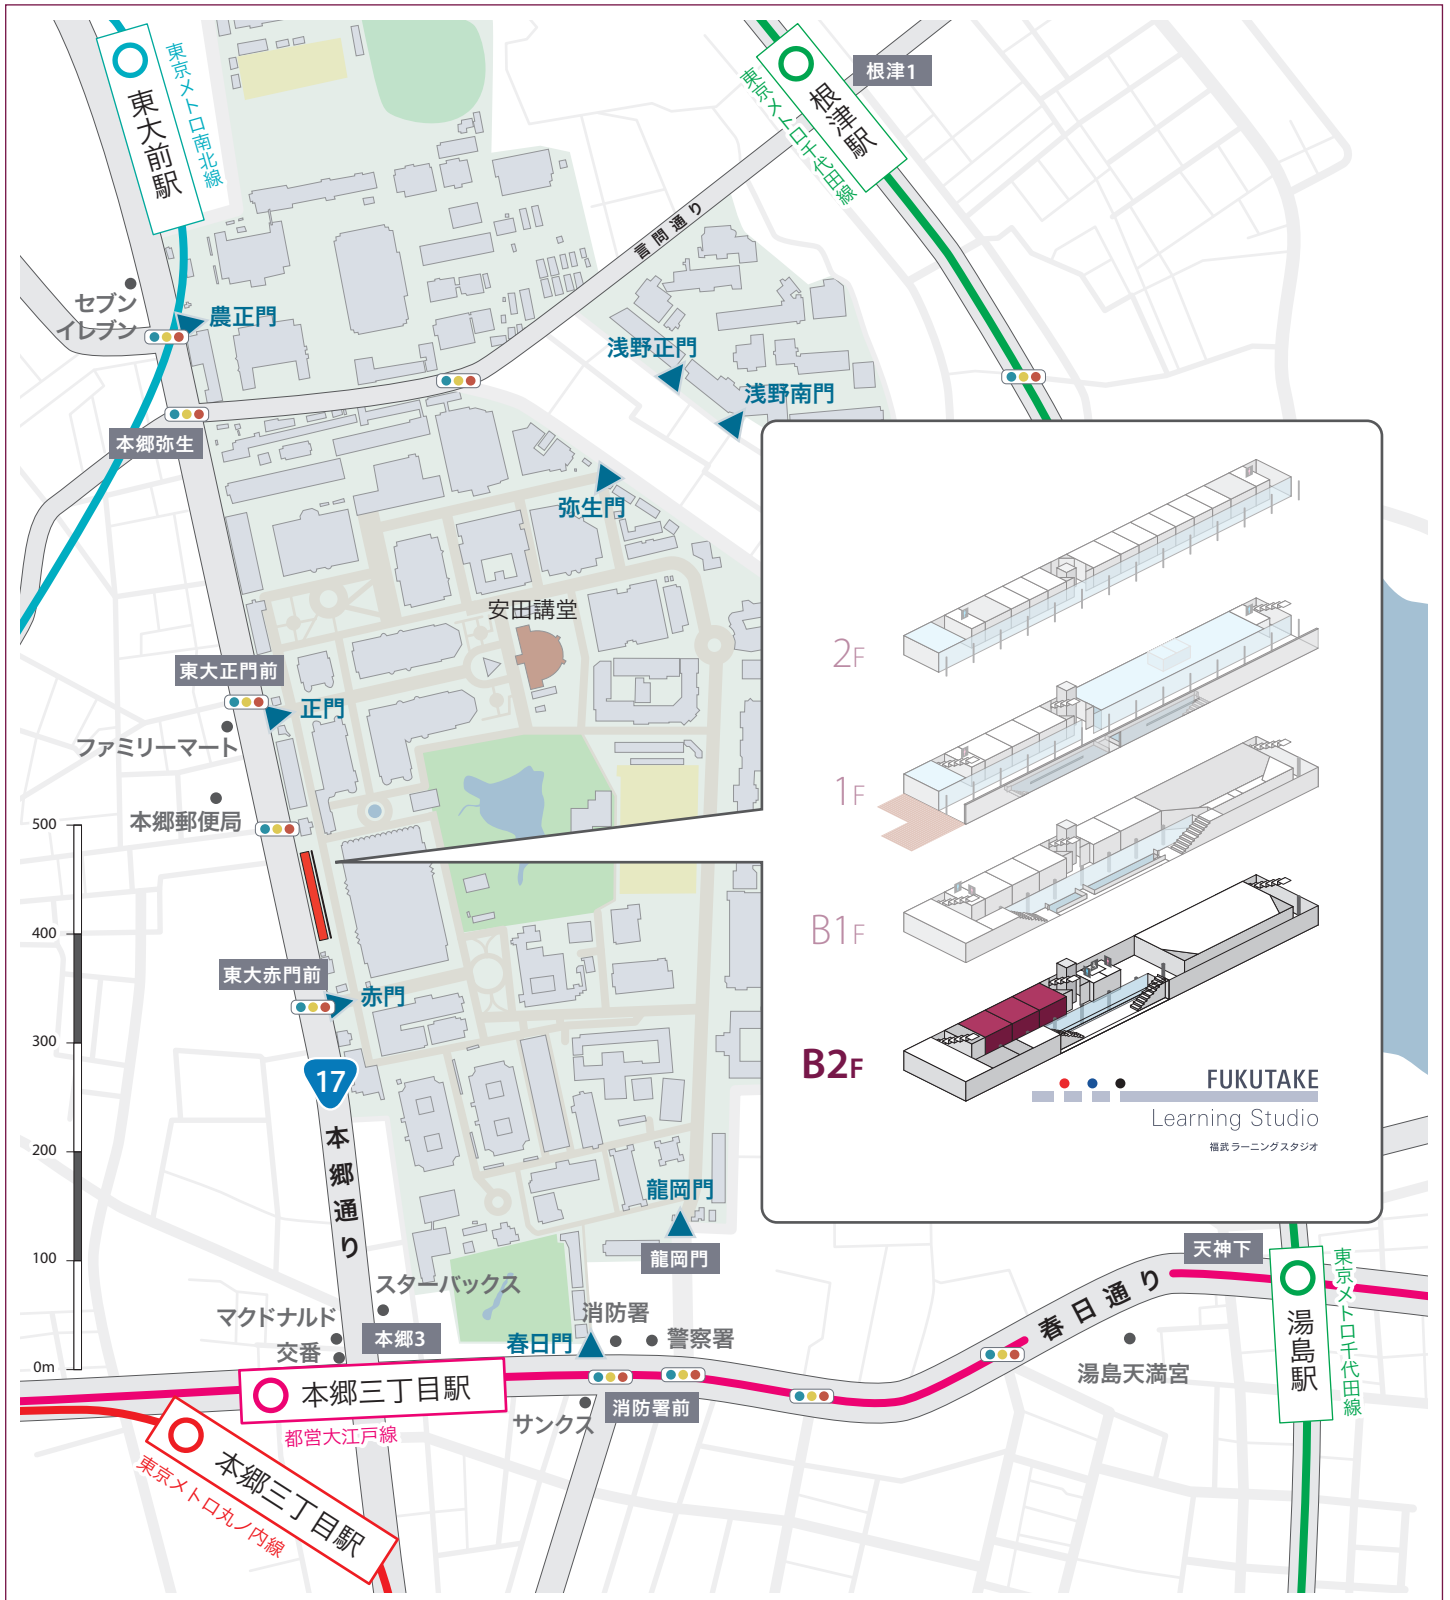 東大前駅
東京メトロ南北線
根津駅
東京メトロ千代田線
根津1
言問通り
セブン
イレブン
農正門
浅野正門
浅野南門
本郷弥生
弥生門
安田講堂
東大正門前
正門
ファミリーマート
本郷郵便局
500
400
300
200
100
0m
東大赤門前
赤門
17
本郷通り
2F
1F
B1F
B2F
FUKUTAKE
Learning Studio
福武ラーニングスタジオ
龍岡門
龍岡門
天神下
春日通り
スターバックス
マクドナルド
交番
本郷3
消防署
警察署
春日門
本郷三丁目駅
都営大江戸線
サンクス
消防署前
湯島天満宮
湯島駅
東京メトロ千代田線
本郷三丁目駅
東京メトロ丸ノ内線